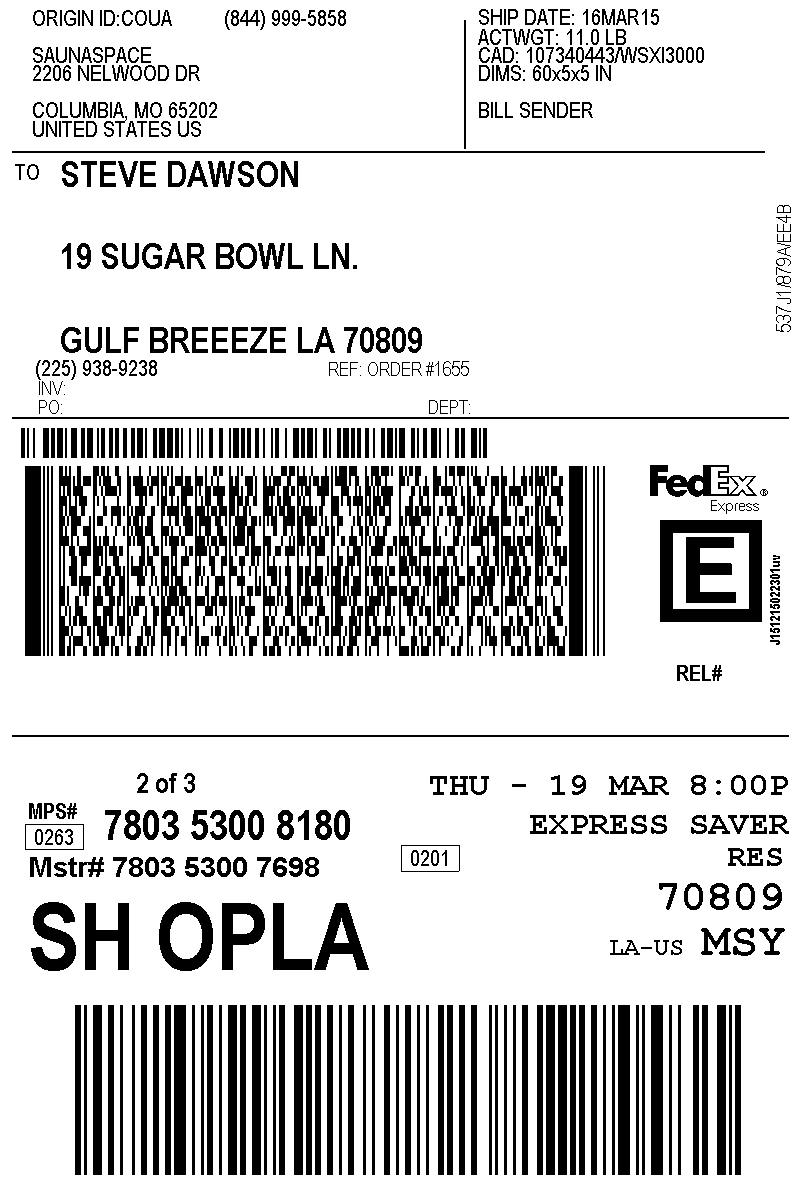 ORIGIN ID:COUA (844) 999-5858
SAUNASPACE
2206 NELWOOD DR
COLUMBIA, MO 65202
UNITED STATES US
SHIP DATE: 16MAR15
ACTWGT: 11.0 LB
CAD: 107340443/WSXI3000
DIMS: 60x5x5 IN
BILL SENDER
TO STEVE DAWSON
19 SUGAR BOWL LN.
GULF BREEEZE LA 70809
(225) 938-9238 REF: ORDER #1655
INV:
PO: DEPT:
537J1/879A/EE4B
FedEx®
Express
E
J151215022301uv
REL#
2 of 3
MPS# 7803 5300 8180
0263
Mstr# 7803 5300 7698
0201
SH OPLA
THU - 19 MAR 8:00P
EXPRESS SAVER
RES
70809
LA-US MSY